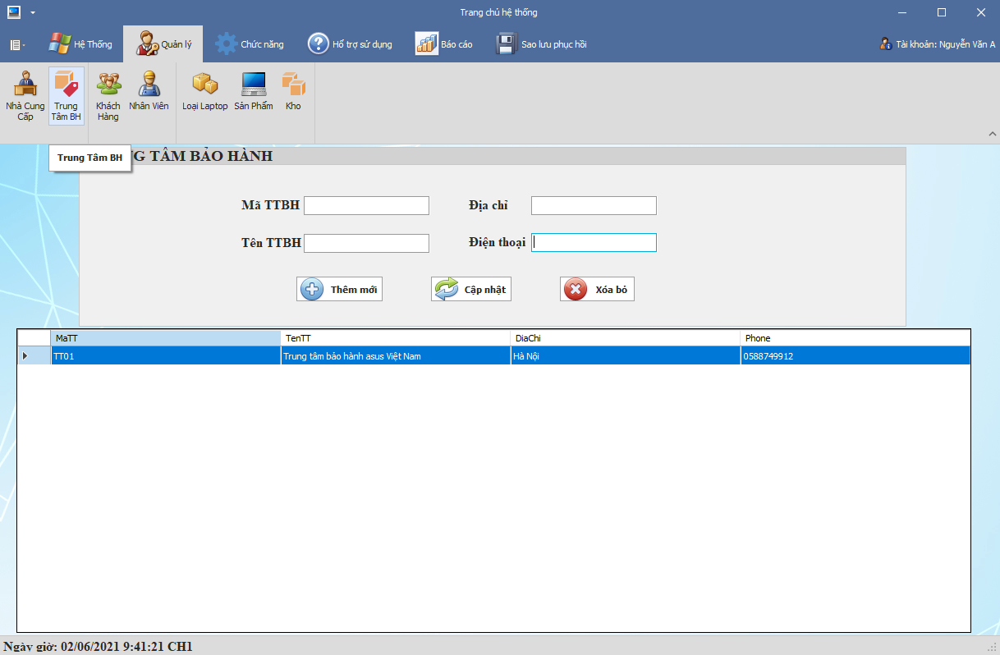 Trang chủ hệ thống
Hệ Thống
Quản lý
Chức năng
Hổ trợ sử dụng
Báo cáo
Sao lưu phục hồi
Tài khoản: Nguyễn Văn A
Nhà Cung
Cấp
Trung
Tâm BH
Khách
Hàng
Nhân Viên
Loại Laptop
Sản Phẩm
Kho
Trung Tâm BH
G TÂM BẢO HÀNH
Mã TTBH
Địa chỉ
Tên TTBH
Điện thoại
Thêm mới
Cập nhật
Xóa bỏ
MaTT TenTT DiaChi Phone
TT01 Trung tâm bảo hành asus Việt Nam Hà Nội 0588749912
Ngày giờ: 02/06/2021 9:41:21 CH1